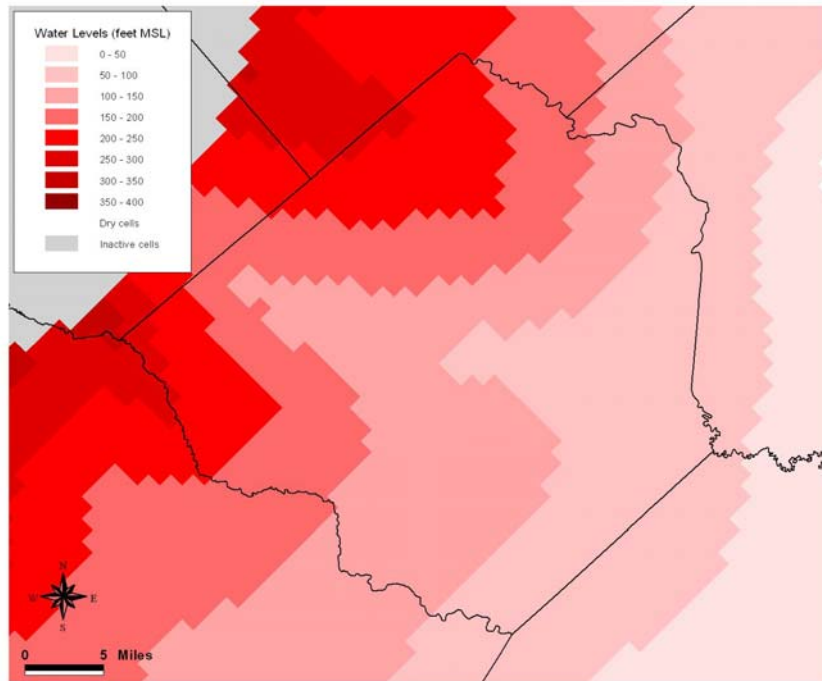 Water Levels (feet MSL)
0 - 50
50 - 100
100 - 150
150 - 200
200 - 250
250 - 300
300 - 350
350 - 400
Dry cells
Inactive cells
N
W E
S
0 5 Miles